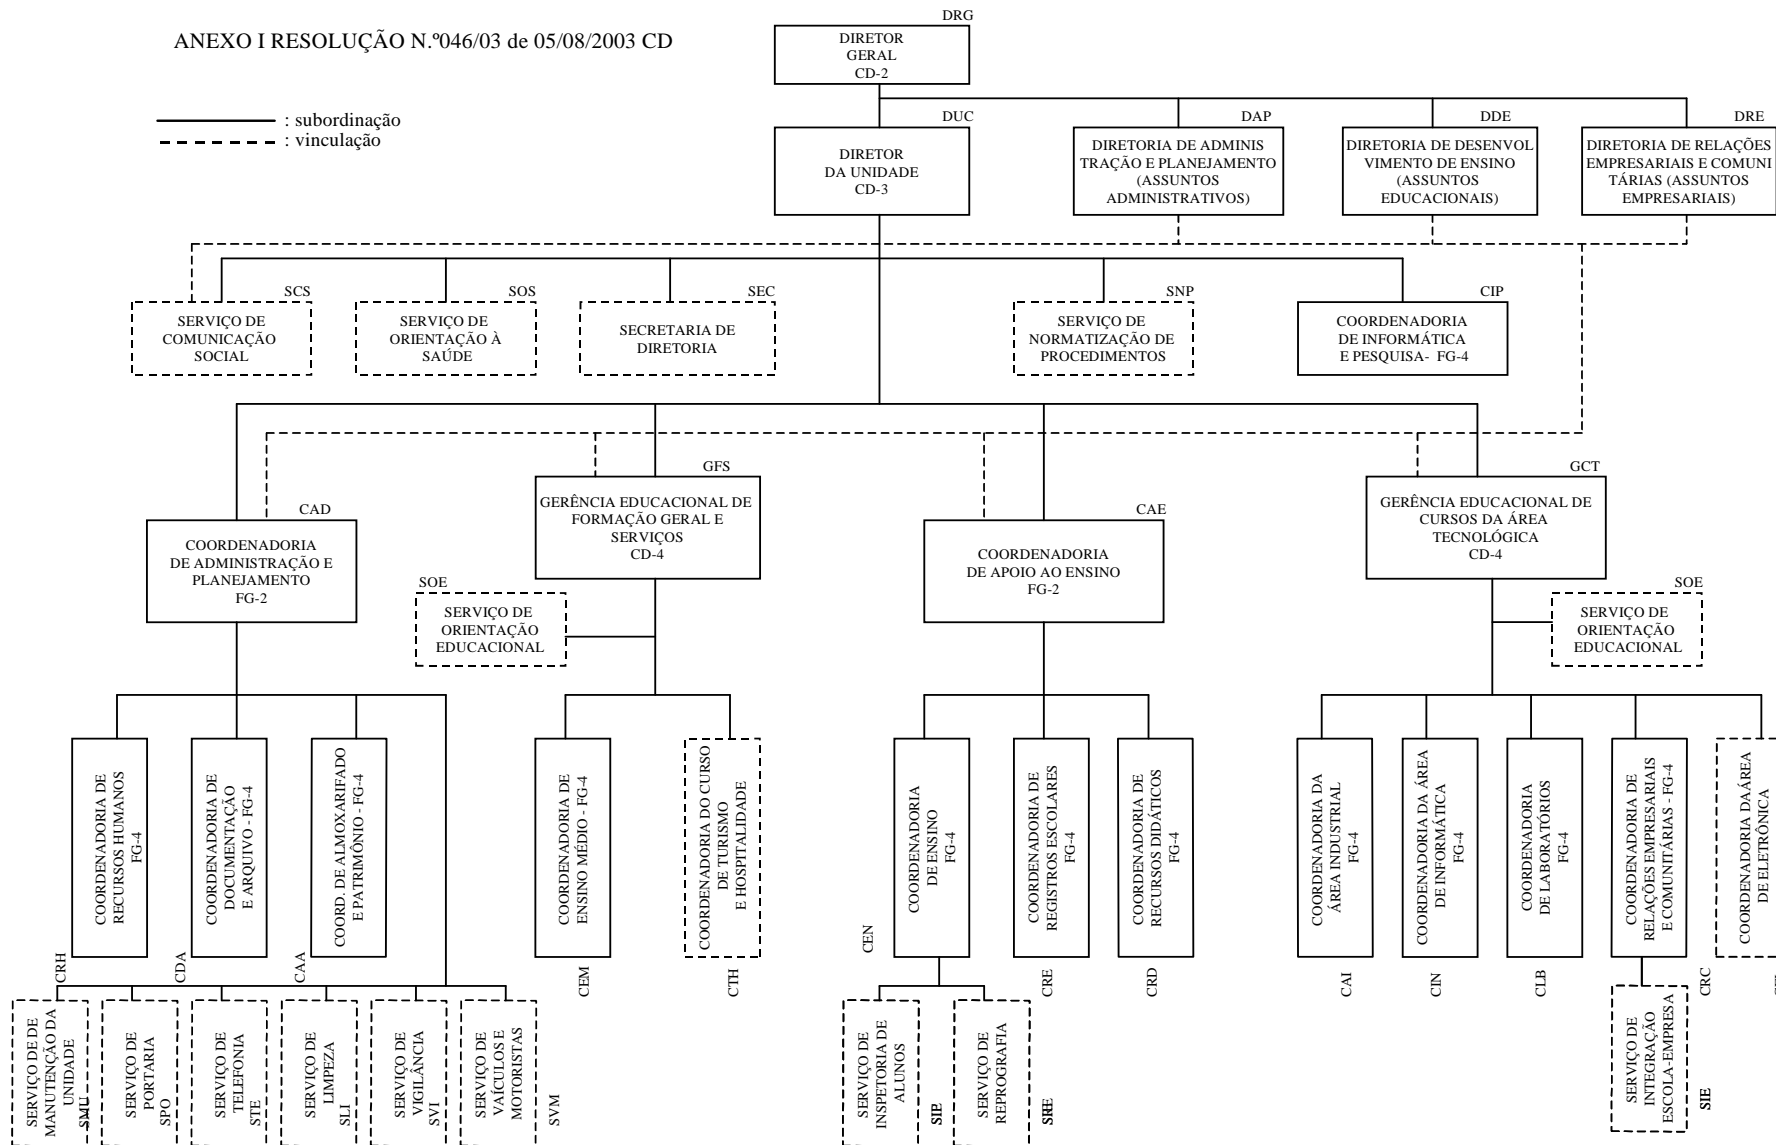 ANEXO I RESOLUÇÃO N.º046/03 de 05/08/2003 CD
: subordinação
: vinculação
DRG
DIRETOR
GERAL
CD-2
DUC
DIRETOR
DA UNIDADE
CD-3
DAP
DIRETORIA DE ADMINIS
TRAÇÃO E PLANEJAMENTO
(ASSUNTOS
ADMINISTRATIVOS)
DDE
DIRETORIA DE DESENVOL
VIMENTO DE ENSINO
(ASSUNTOS
EDUCACIONAIS)
DRE
DIRETORIA DE RELAÇÕES
EMPRESARIAIS E COMUNI
TÁRIAS (ASSUNTOS
EMPRESARIAIS)
SCS
SERVIÇO DE
COMUNICAÇÃO
SOCIAL
SOS
SERVIÇO DE
ORIENTAÇÃO À
SAÚDE
SEC
SECRETARIA DE
DIRETORIA
SNP
SERVIÇO DE
NORMATIZAÇÃO DE
PROCEDIMENTOS
CIP
COORDENADORIA
DE INFORMÁTICA
E PESQUISA- FG-4
CAD
COORDENADORIA
DE ADMINISTRAÇÃO E
PLANEJAMENTO
FG-2
GFS
GERÊNCIA EDUCACIONAL DE
FORMAÇÃO GERAL E
SERVIÇOS
CD-4
SOE
SERVIÇO DE
ORIENTAÇÃO
EDUCACIONAL
CAE
COORDENADORIA
DE APOIO AO ENSINO
FG-2
GCT
GERÊNCIA EDUCACIONAL DE
CURSOS DA ÁREA
TECNOLÓGICA
CD-4
SOE
SERVIÇO DE
ORIENTAÇÃO
EDUCACIONAL
COORDENADORIA DE
RECURSOS HUMANOS
FG-4
CRH
COORDENADORIA DE
DOCUMENTAÇÃO
E ARQUIVO - FG-4
CDA
COORD. DE ALMOXARIFADO
E PATRIMÔNIO - FG-4
CAA
COORDENADORIA DE
ENSINO MÉDIO - FG-4
CEM
COORDENADORIA DO CURSO
DE TURISMO
E HOSPITALIDADE
CTH
COORDENADORIA
DE ENSINO
FG-4
CEN
COORDENADORIA DE
REGISTROS ESCOLARES
FG-4
CRE
COORDENADORIA DE
RECURSOS DIDÁTICOS
FG-4
CRD
COORDENADORIA DA
ÁREA INDUSTRIAL
FG-4
CAI
COORDENADORIA DA ÁREA
DE INFORMÁTICA
FG-4
CIN
COORDENADORIA
DE LABORATÓRIOS
FG-4
CLB
COORDENADORIA DE
RELAÇÕES EMPRESARIAIS
E COMUNITÁRIAS - FG-4
CRC
COORDENADORIA DAÁREA
DE ELETRÔNICA
SERVIÇO DE DE
MANUTENÇÃO DA
UNIDADE
SMU
SERVIÇO DE
PORTARIA
SPO
SERVIÇO DE
TELEFONIA
STE
SERVIÇO DE
LIMPEZA
SLI
SERVIÇO DE
VIGILÂNCIA
SVI
SERVIÇO DE
VAÍCULOS E
MOTORISTAS
SVM
SERVIÇO DE
INSPETORIA DE
ALUNOS
SERVIÇO DE
REPROGRAFIA
SERVIÇO DE
INTEGRAÇÃO
ESCOLA-EMPRESA
SIE